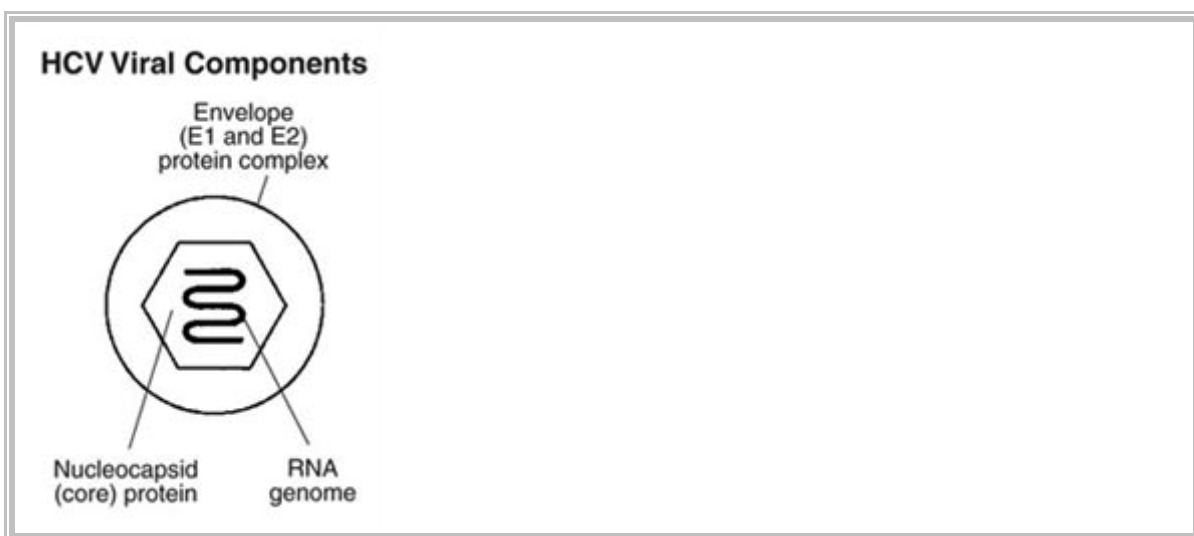 HCV Viral Components
Envelope
(E1 and E2)
protein complex
Nucleocapsid
(core) protein
RNA
genome